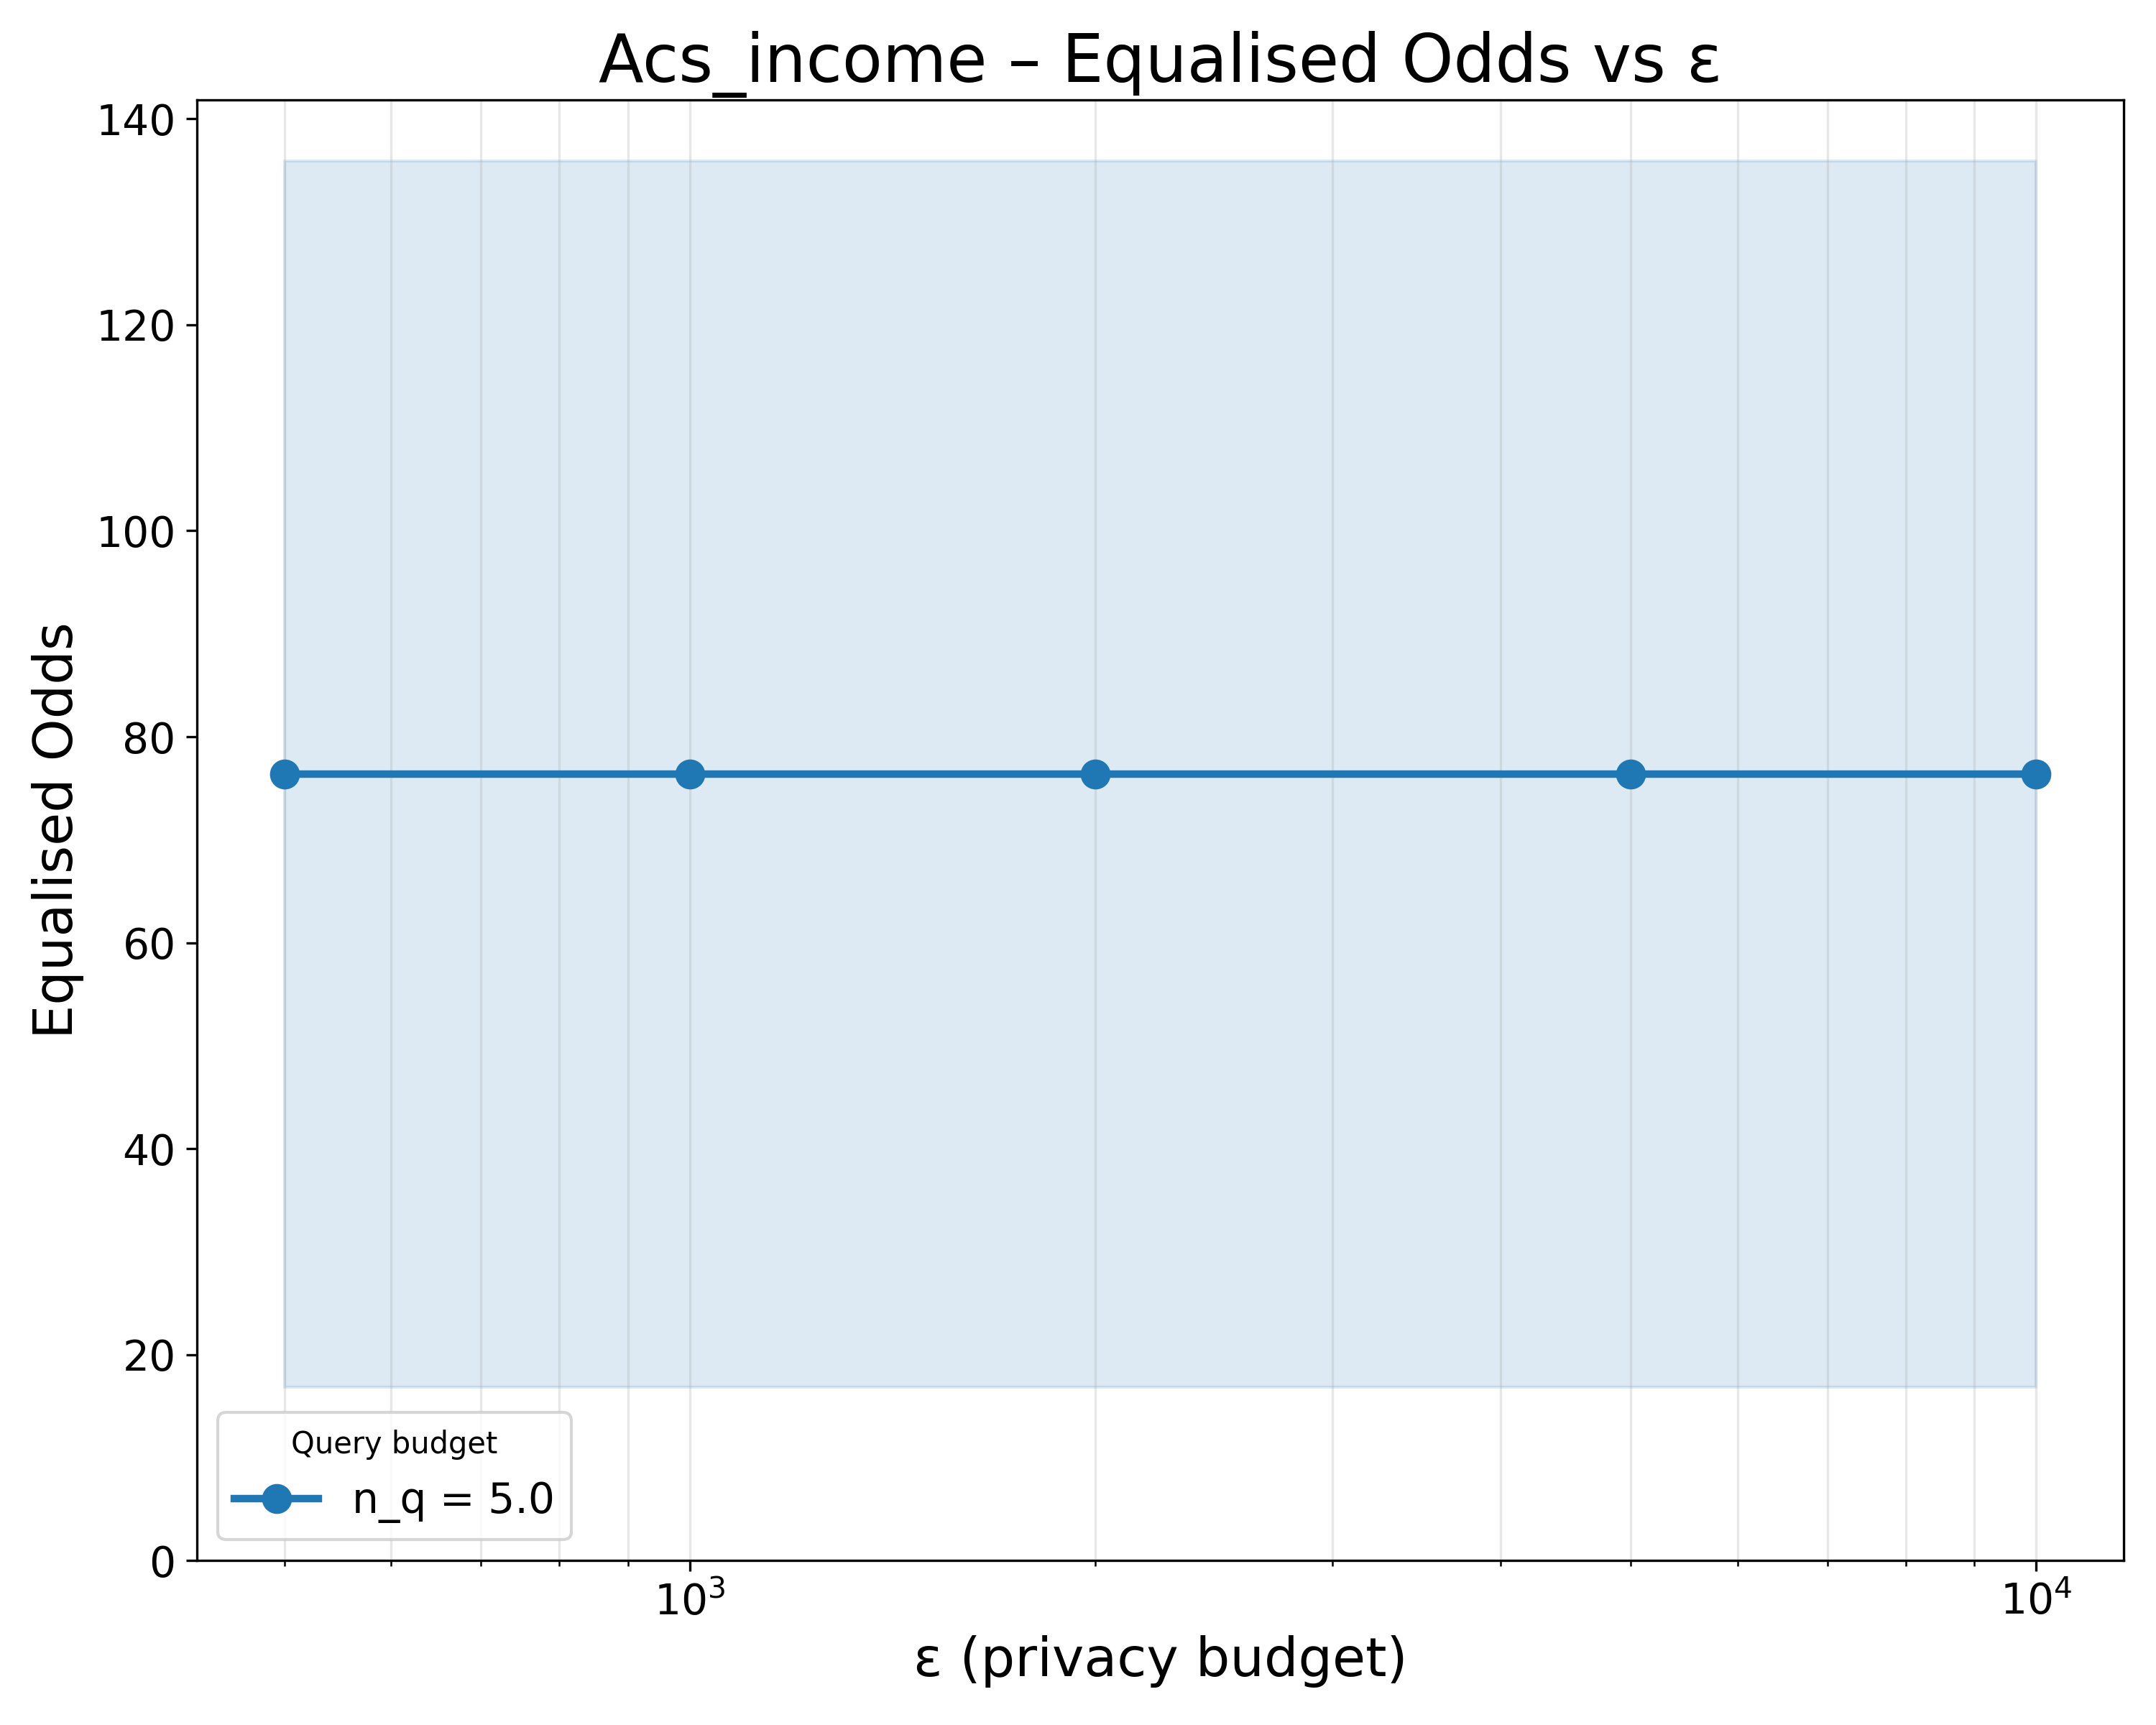 Acs_income – Equalised Odds vs ε
140
120
100
80
60
40
20
0
Equalised Odds
Query budget
n_q = 5.0
10³
10⁴
ε (privacy budget)